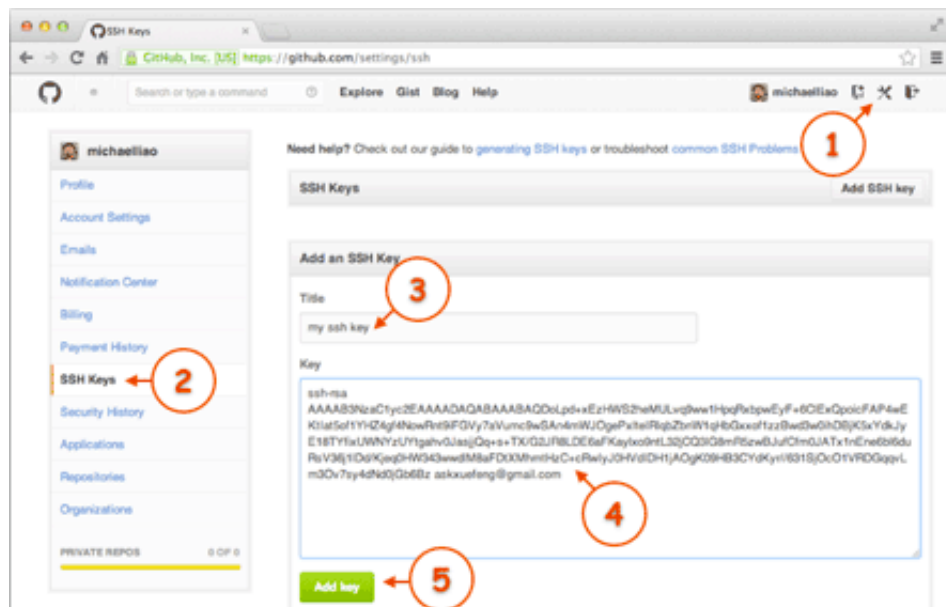 SSH Keys
GitHub, Inc. [US] https://github.com/settings/ssh
Search or type a command Explore Gist Blog Help michaelliao
1
michaelliao
Need help? Check out our guide to generating SSH keys or troubleshoot common SSH Problems
Profile
Account Settings
Emails
Notification Center
Billing
Payment History
SSH Keys
2
Security History
Applications
Repositories
Organizations
PRIVATE REPOS 0 OF 0
SSH Keys Add SSH key
Add an SSH Key
3
Title
my ssh key
Key
ssh-rsa
askxuefeng@gmail.com
4
Add key
5